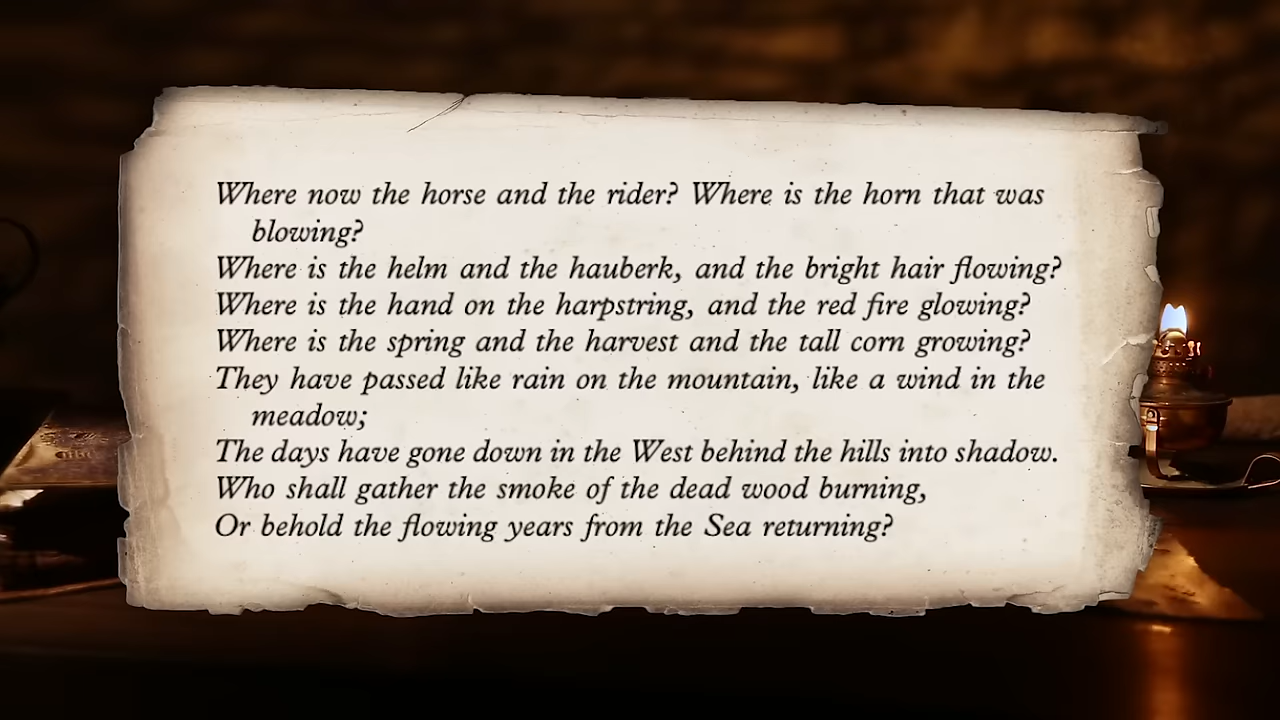 Where now the horse and the rider? Where is the horn that was
blowing?
Where is the helm and the hauberk, and the bright hair flowing?
Where is the hand on the harpstring, and the red fire glowing?
Where is the spring and the harvest and the tall corn growing?
They have passed like rain on the mountain, like a wind in the
meadow;
The days have gone down in the West behind the hills into shadow.
Who shall gather the smoke of the dead wood burning,
Or behold the flowing years from the Sea returning?